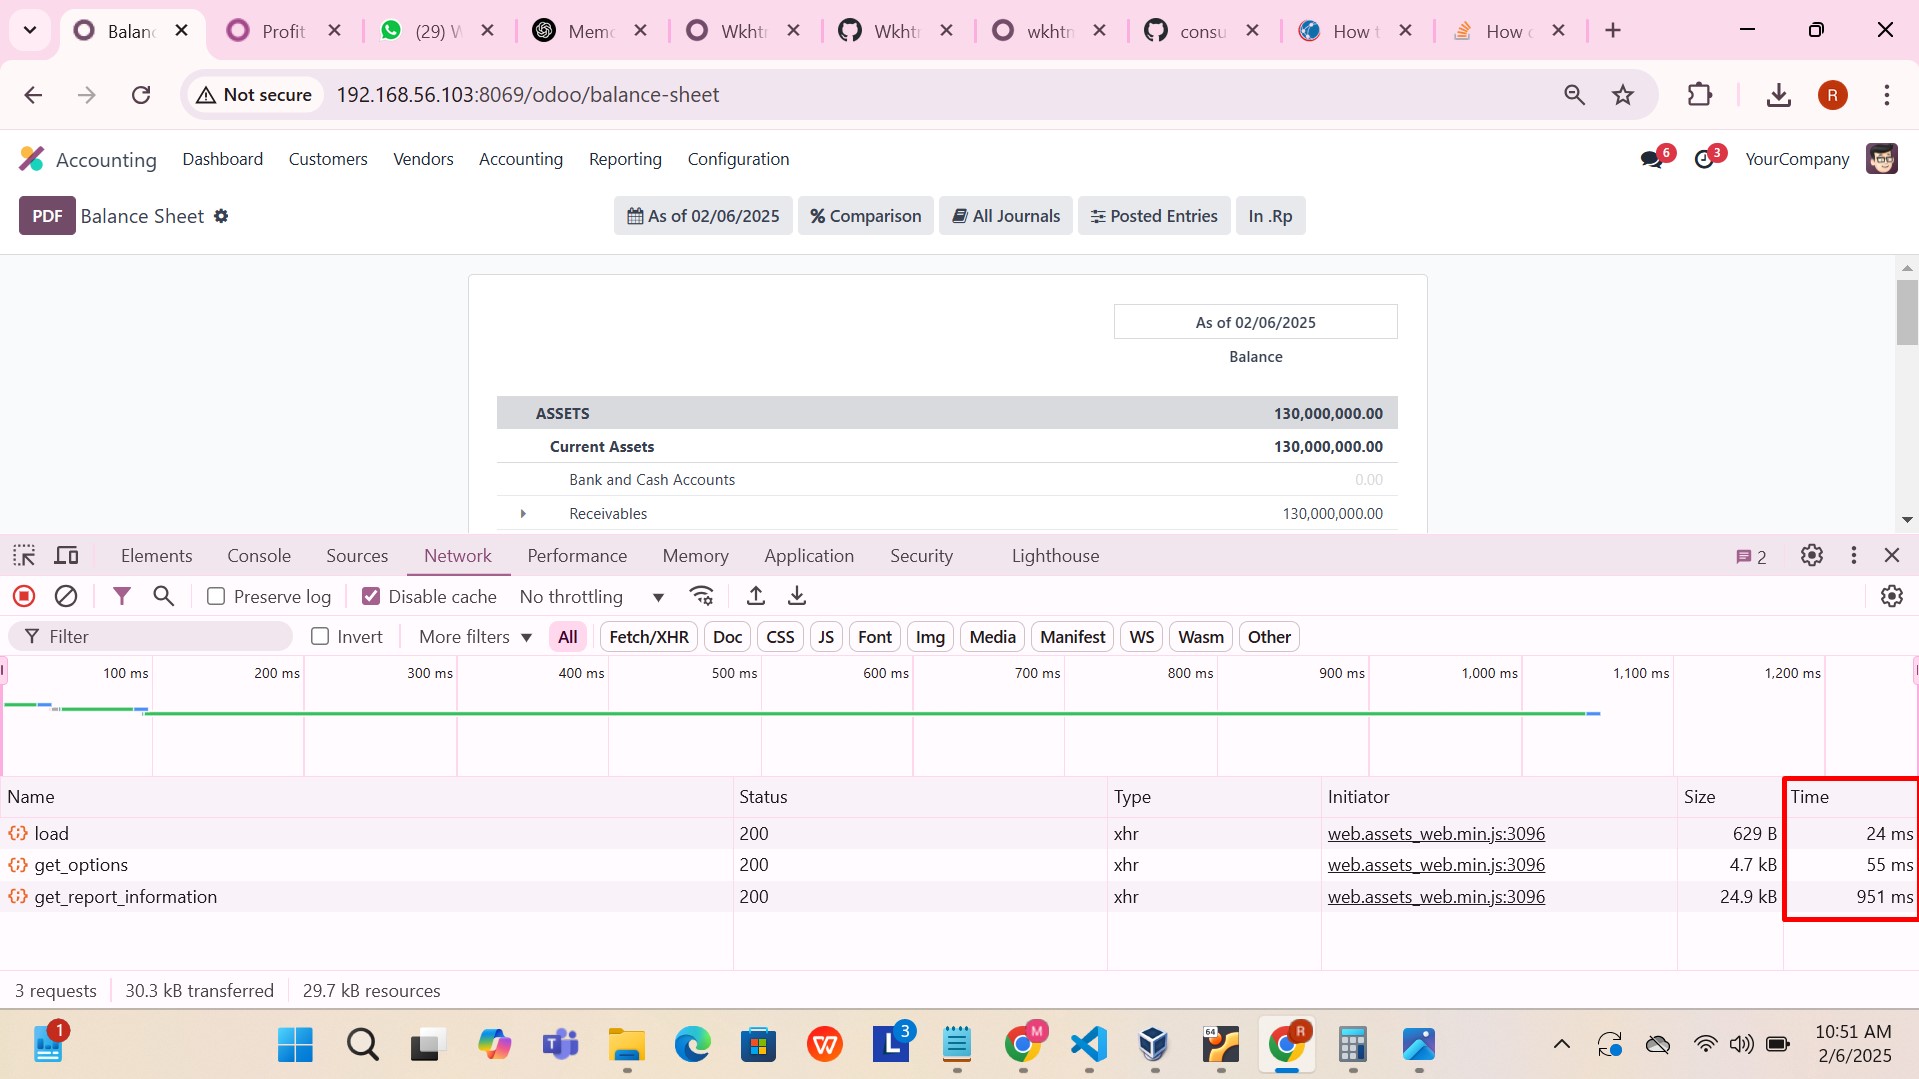 Balanc
Profit
(29) W
Memo
Wkht
Wkht
wkhtn
consu
How t
How c
Not secure
192.168.56.103:8069/odoo/balance-sheet
R
Accounting
Dashboard
Customers
Vendors
Accounting
Reporting
Configuration
6
3
YourCompany
PDF
Balance Sheet
As of 02/06/2025
% Comparison
All Journals
Posted Entries
In .Rp
As of 02/06/2025
Balance
ASSETS 130,000,000.00
Current Assets 130,000,000.00
Bank and Cash Accounts 0.00
Receivables 130,000,000.00
Elements
Console
Sources
Network
Performance
Memory
Application
Security
Lighthouse
2
Preserve log
Disable cache
No throttling
Filter
Invert
More filters
All
Fetch/XHR
Doc
CSS
JS
Font
Img
Media
Manifest
WS
Wasm
Other
100 ms 200 ms 300 ms 400 ms 500 ms 600 ms 700 ms 800 ms 900 ms 1,000 ms 1,100 ms 1,200 ms
Name Status Type Initiator Size Time
load 200 xhr web.assets_web.min.js:3096 629 B 24 ms
get_options 200 xhr web.assets_web.min.js:3096 4.7 kB 55 ms
get_report_information 200 xhr web.assets_web.min.js:3096 24.9 kB 951 ms
3 requests
30.3 kB transferred
29.7 kB resources
1
T
W
L
3
M
64
R
10:51 AM
2/6/2025